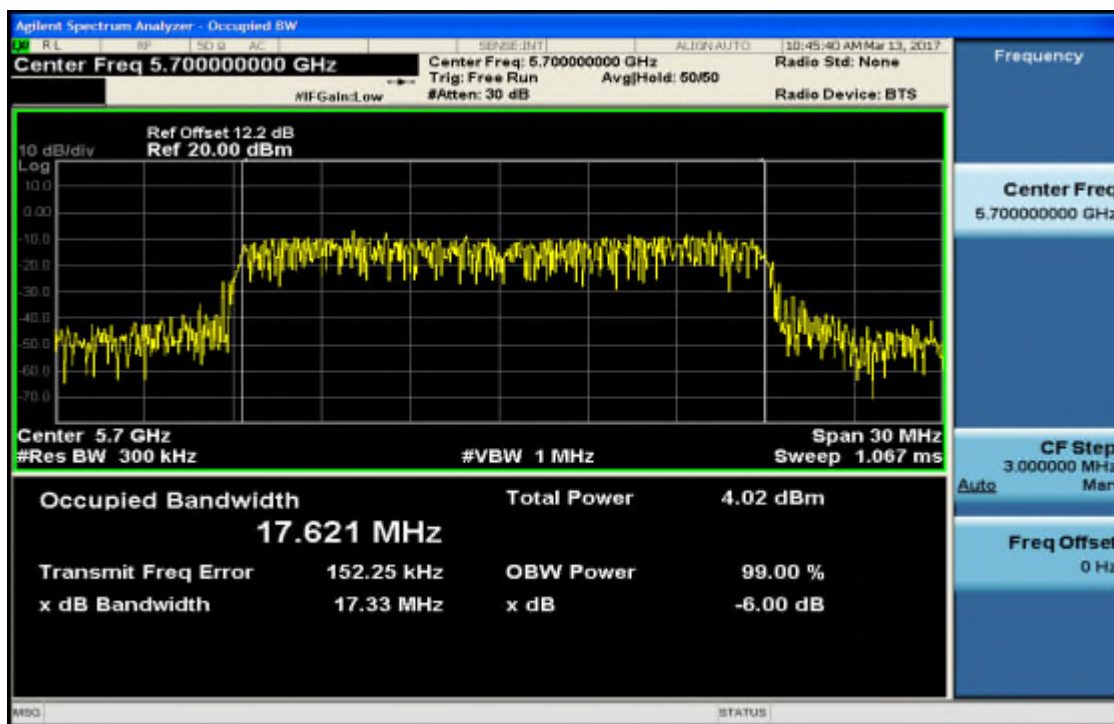 Agilent Spectrum Analyzer - Occupied BW
R L RF 50 Ω AC SENSE:INT ALIGN AUTO 10:45:40 AM Mar 13, 2017
Center Freq 5.700000000 GHz
Center Freq: 5.700000000 GHz
Radio Std: None
Trig: Free Run Avg|Hold: 50/50
#IFGain:Low
#Atten: 30 dB
Radio Device: BTS
Ref Offset 12.2 dB
10 dB/div Ref 20.00 dBm
Log
10.0
0.00
-10.0
-20.0
-30.0
-40.0
-50.0
-60.0
-70.0
Center 5.7 GHz Span 30 MHz
#Res BW 300 kHz #VBW 1 MHz Sweep 1.067 ms
Occupied Bandwidth Total Power 4.02 dBm
17.621 MHz
Transmit Freq Error 152.25 kHz OBW Power 99.00 %
x dB Bandwidth 17.33 MHz x dB -6.00 dB
MSG STATUS
Frequency
Center Freq
5.700000000 GHz
CF Step
3.000000 MHz
Auto Man
Freq Offset
0 Hz